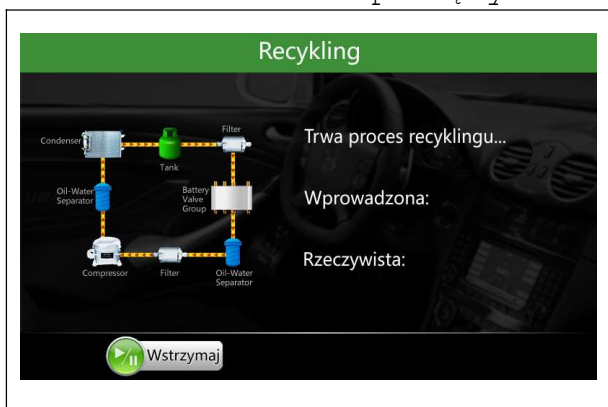 Recykling
Condenser
Filter
Tank
Trwa proces recyklingu...
Oil-Water
Separator
Battery
Valve
Group
Wprowadzona:
Compressor
Filter
Oil-Water
Separator
Rzeczywista:
Wstrzymaj